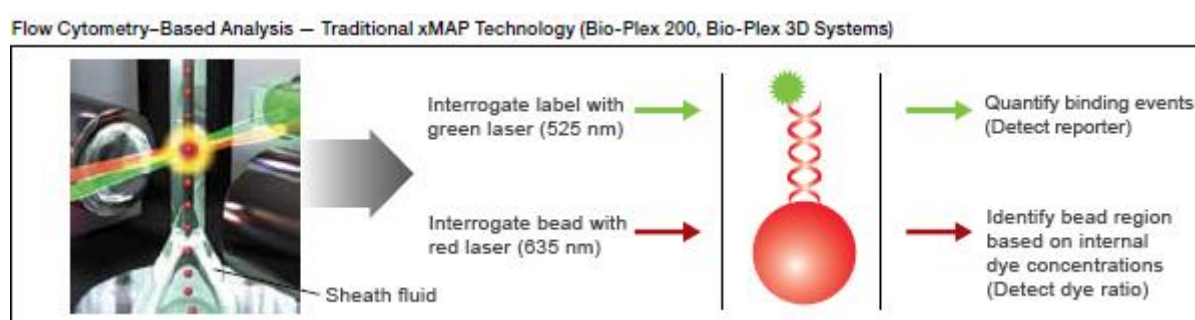 Flow Cytometry–Based Analysis — Traditional xMAP Technology (Bio-Plex 200, Bio-Plex 3D Systems)
Interrogate label with
green laser (525 nm)
Quantify binding events
(Detect reporter)
Interrogate bead with
red laser (635 nm)
Identify bead region
based on internal
dye concentrations
(Detect dye ratio)
Sheath fluid